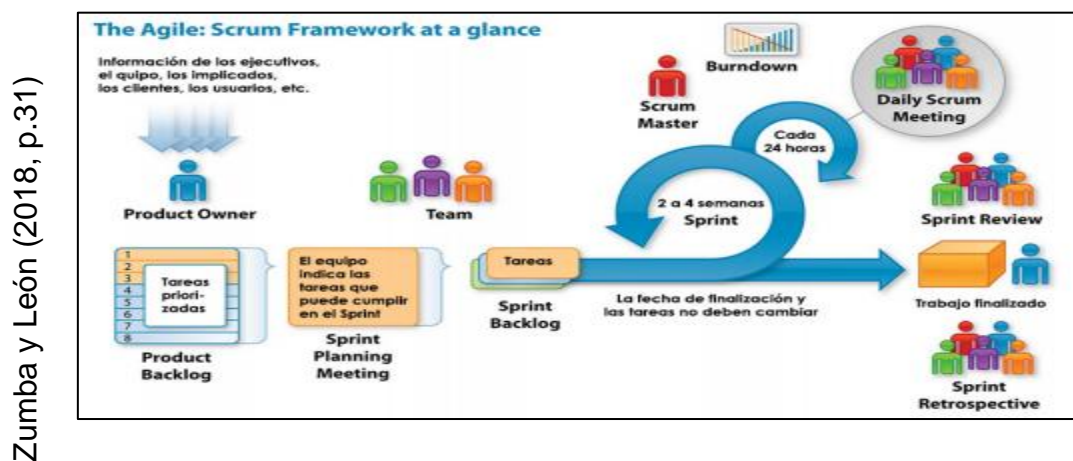 Zumba y León (2018, p.31)
The Agile: Scrum Framework at a glance
Información de los ejecutivos,
el quipo, los implicados,
los clientes, los usuarios, etc.
Product Owner
Team
Scrum
Master
Burndown
Daily Scrum
Meeting
Cada
24 horas
2 a 4 semanas
Sprint
Sprint Review
1
2
3
4
5
6
7
8
Tareas
priori-
zadas
Product
Backlog
El equipo
indica las
tareas que
puede cumplir
en el Sprint
Sprint
Planning
Meeting
Tareas
Sprint
Backlog
La fecha de finalización y
las tareas no deben cambiar
Trabajo finalizado
Sprint
Retrospective